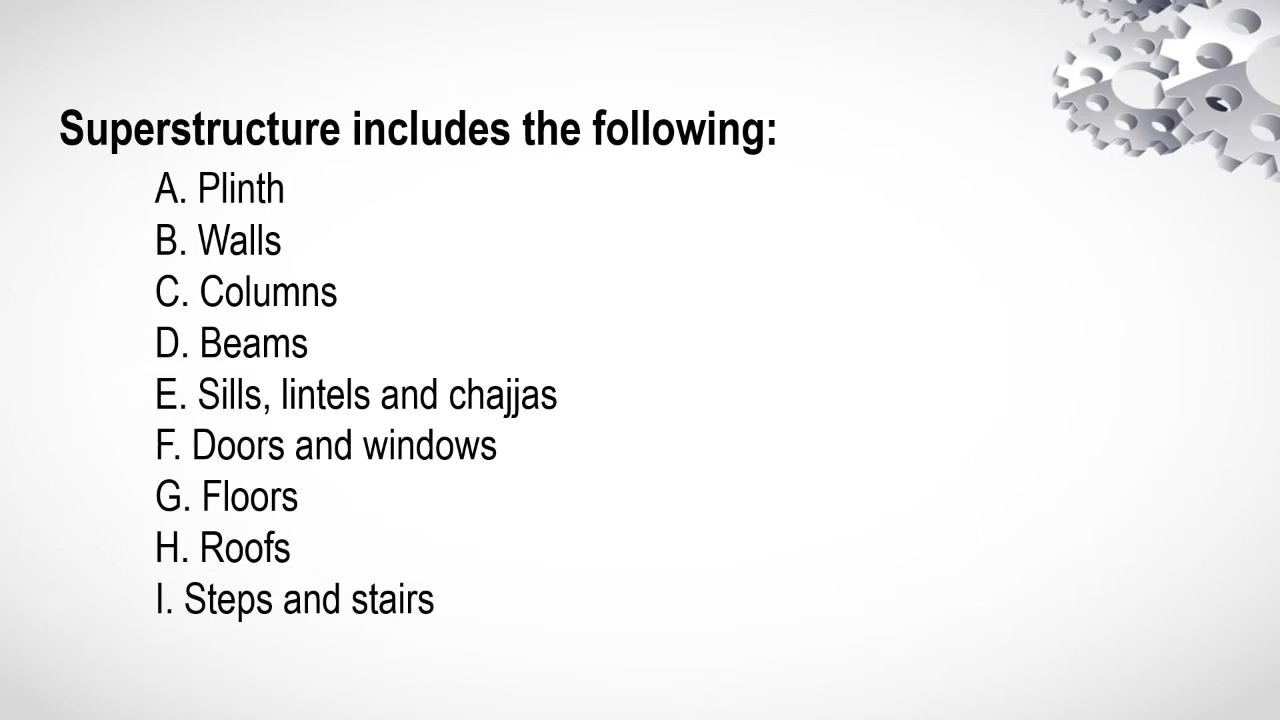 Superstructure includes the following:
A. Plinth
B. Walls
C. Columns
D. Beams
E. Sills, lintels and chajjas
F. Doors and windows
G. Floors
H. Roofs
I. Steps and stairs